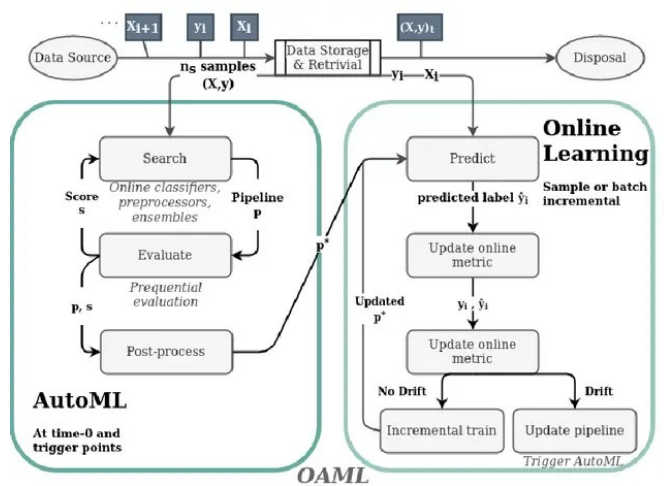 ... Xi+1 yi Xi (X,y)t
Data Source
Data Storage
& Retrivial
Disposal
ns samples
(X,y)
yi Xi
Search
Online classifiers,
preprocessors,
ensembles
Score
s
Pipeline
p
Evaluate
Prequential
evaluation
p, s
Post-process
AutoML
At time-0 and
trigger points
p*
Online
Learning
Sample or batch
incremental
Predict
predicted label ŷi
Update online
metric
yi , ŷi
Updated
p*
Update online
metric
No Drift
Drift
Incremental train
Update pipeline
Trigger AutoML
OAML